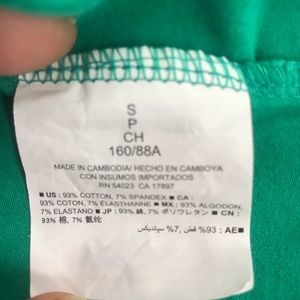 S
P
CH
160/88A
MADE IN CAMBODIA/ HECHO EN CAMBOYA
CON INSUMOS IMPORTADOS
RN 54023 CA 17897
■ US: 93% COTTON, 7% SPANDEX ■ CA :
93% COTON, 7% ELASTHANNE ■ MX : 93% ALGODON,
7% ELASTANO ■ JP : 93% 綿, 7% ポリウレタン ■ CN :
93% 棉, 7% 氨纶
■ AE: 93% قطن, 7% سباندیکس